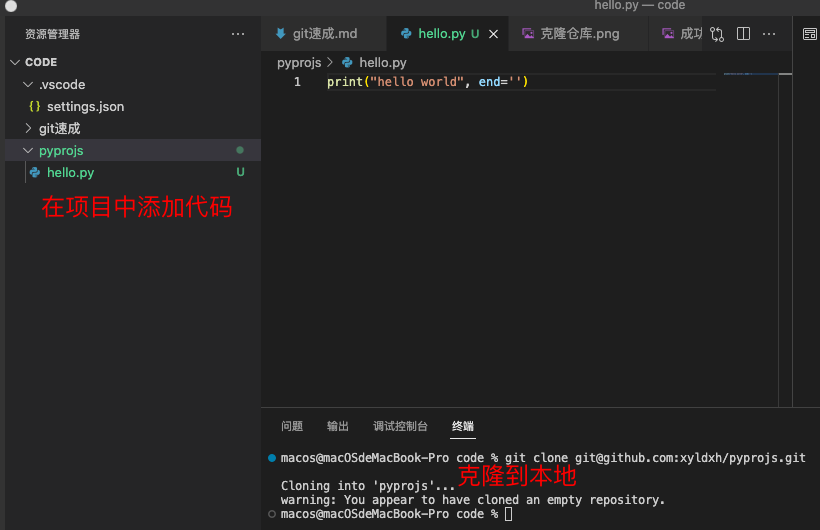 hello.py — code
资源管理器
git速成.md
hello.py U
克隆仓库.png
成功
CODE
pyprojs > hello.py
.vscode
1 print("hello world", end='')
{} settings.json
git速成
pyprojs
hello.py U
在项目中添加代码
问题 输出 调试控制台 终端
macos@macOSdeMacBook-Pro code % git clone git@github.com:xyldxh/pyprojs.git
克隆到本地
Cloning into 'pyprojs'...
warning: You appear to have cloned an empty repository.
macos@macOSdeMacBook-Pro code %